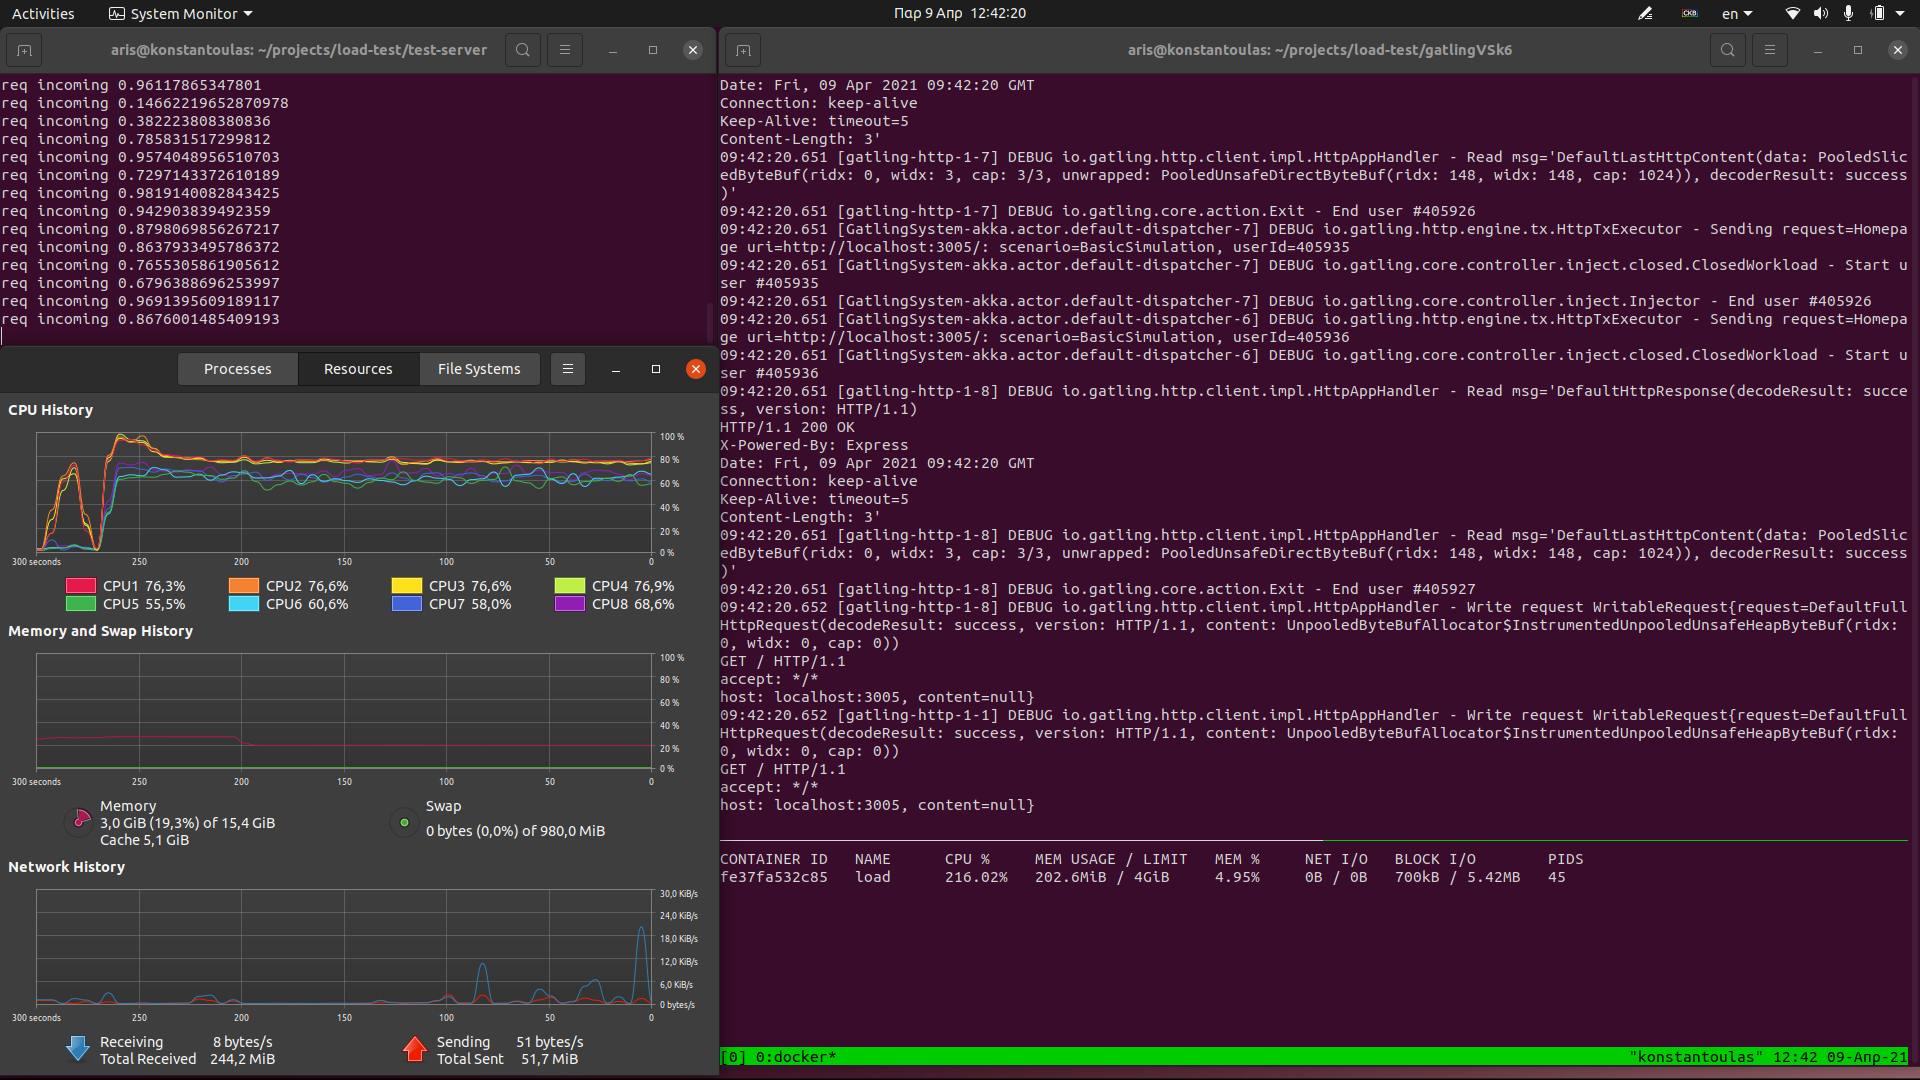 Activities
System Monitor
Παρ 9 Απρ 12:42:20
CKB
en
aris@konstantoulas: ~/projects/load-test/test-server
req incoming 0.96117865347801
req incoming 0.14662219652870978
req incoming 0.382223808380836
req incoming 0.785831517299812
req incoming 0.9574048956510703
req incoming 0.7297143372610189
req incoming 0.9819140082843425
req incoming 0.942903839492359
req incoming 0.8798069856267217
req incoming 0.8637933495786372
req incoming 0.7655305861905612
req incoming 0.6796388696253997
req incoming 0.9691395609189117
req incoming 0.8676001485409193
Processes
Resources
File Systems
CPU History
100 %
80 %
60 %
40 %
20 %
0 %
300 seconds 250 200 150 100 50 0
CPU1 76,3% CPU2 76,6% CPU3 76,6% CPU4 76,9%
CPU5 55,5% CPU6 60,6% CPU7 58,0% CPU8 68,6%
Memory and Swap History
100 %
80 %
60 %
40 %
20 %
0 %
300 seconds 250 200 150 100 50 0
Memory
3,0 GiB (19,3%) of 15,4 GiB
Cache 5,1 GiB
Swap
0 bytes (0,0%) of 980,0 MiB
Network History
30,0 KiB/s
24,0 KiB/s
18,0 KiB/s
12,0 KiB/s
6,0 KiB/s
0 bytes/s
300 seconds 250 200 150 100 50 0
Receiving 8 bytes/s
Total Received 244,2 MiB
Sending 51 bytes/s
Total Sent 51,7 MiB
aris@konstantoulas: ~/projects/load-test/gatlingVSk6
Date: Fri, 09 Apr 2021 09:42:20 GMT
Connection: keep-alive
Keep-Alive: timeout=5
Content-Length: 3'
09:42:20.651 [gatling-http-1-7] DEBUG io.gatling.http.client.impl.HttpAppHandler - Read msg='DefaultLastHttpContent(data: PooledSlic
edByteBuf(ridx: 0, widx: 3, cap: 3/3, unwrapped: PooledUnsafeDirectByteBuf(ridx: 148, widx: 148, cap: 1024)), decoderResult: success
)'
09:42:20.651 [gatling-http-1-7] DEBUG io.gatling.core.action.Exit - End user #405926
09:42:20.651 [GatlingSystem-akka.actor.default-dispatcher-7] DEBUG io.gatling.http.engine.tx.HttpTxExecutor - Sending request=Homepa
ge uri=http://localhost:3005/: scenario=BasicSimulation, userId=405935
09:42:20.651 [GatlingSystem-akka.actor.default-dispatcher-7] DEBUG io.gatling.core.controller.inject.closed.ClosedWorkload - Start u
ser #405935
09:42:20.651 [GatlingSystem-akka.actor.default-dispatcher-7] DEBUG io.gatling.core.controller.inject.Injector - End user #405926
09:42:20.651 [GatlingSystem-akka.actor.default-dispatcher-6] DEBUG io.gatling.http.engine.tx.HttpTxExecutor - Sending request=Homepa
ge uri=http://localhost:3005/: scenario=BasicSimulation, userId=405936
09:42:20.651 [GatlingSystem-akka.actor.default-dispatcher-6] DEBUG io.gatling.core.controller.inject.closed.ClosedWorkload - Start u
ser #405936
09:42:20.651 [gatling-http-1-8] DEBUG io.gatling.http.client.impl.HttpAppHandler - Read msg='DefaultHttpResponse(decodeResult: succe
ss, version: HTTP/1.1)
HTTP/1.1 200 OK
X-Powered-By: Express
Date: Fri, 09 Apr 2021 09:42:20 GMT
Connection: keep-alive
Keep-Alive: timeout=5
Content-Length: 3'
09:42:20.651 [gatling-http-1-8] DEBUG io.gatling.http.client.impl.HttpAppHandler - Read msg='DefaultLastHttpContent(data: PooledSlic
edByteBuf(ridx: 0, widx: 3, cap: 3/3, unwrapped: PooledUnsafeDirectByteBuf(ridx: 148, widx: 148, cap: 1024)), decoderResult: success
)'
09:42:20.651 [gatling-http-1-8] DEBUG io.gatling.core.action.Exit - End user #405927
09:42:20.652 [gatling-http-1-8] DEBUG io.gatling.http.client.impl.HttpAppHandler - Write request WritableRequest{request=DefaultFull
HttpRequest(decodeResult: success, version: HTTP/1.1, content: UnpooledByteBufAllocator$InstrumentedUnpooledUnsafeHeapByteBuf(ridx:
0, widx: 0, cap: 0))
GET / HTTP/1.1
accept: */*
host: localhost:3005, content=null}
09:42:20.652 [gatling-http-1-1] DEBUG io.gatling.http.client.impl.HttpAppHandler - Write request WritableRequest{request=DefaultFull
HttpRequest(decodeResult: success, version: HTTP/1.1, content: UnpooledByteBufAllocator$InstrumentedUnpooledUnsafeHeapByteBuf(ridx:
0, widx: 0, cap: 0))
GET / HTTP/1.1
accept: */*
host: localhost:3005, content=null}
CONTAINER ID NAME CPU % MEM USAGE / LIMIT MEM % NET I/O BLOCK I/O PIDS
fe37fa532c85 load 216.02% 202.6MiB / 4GiB 4.95% 0B / 0B 700kB / 5.42MB 45
[0] 0:docker* "konstantoulas" 12:42 09-Απρ-21